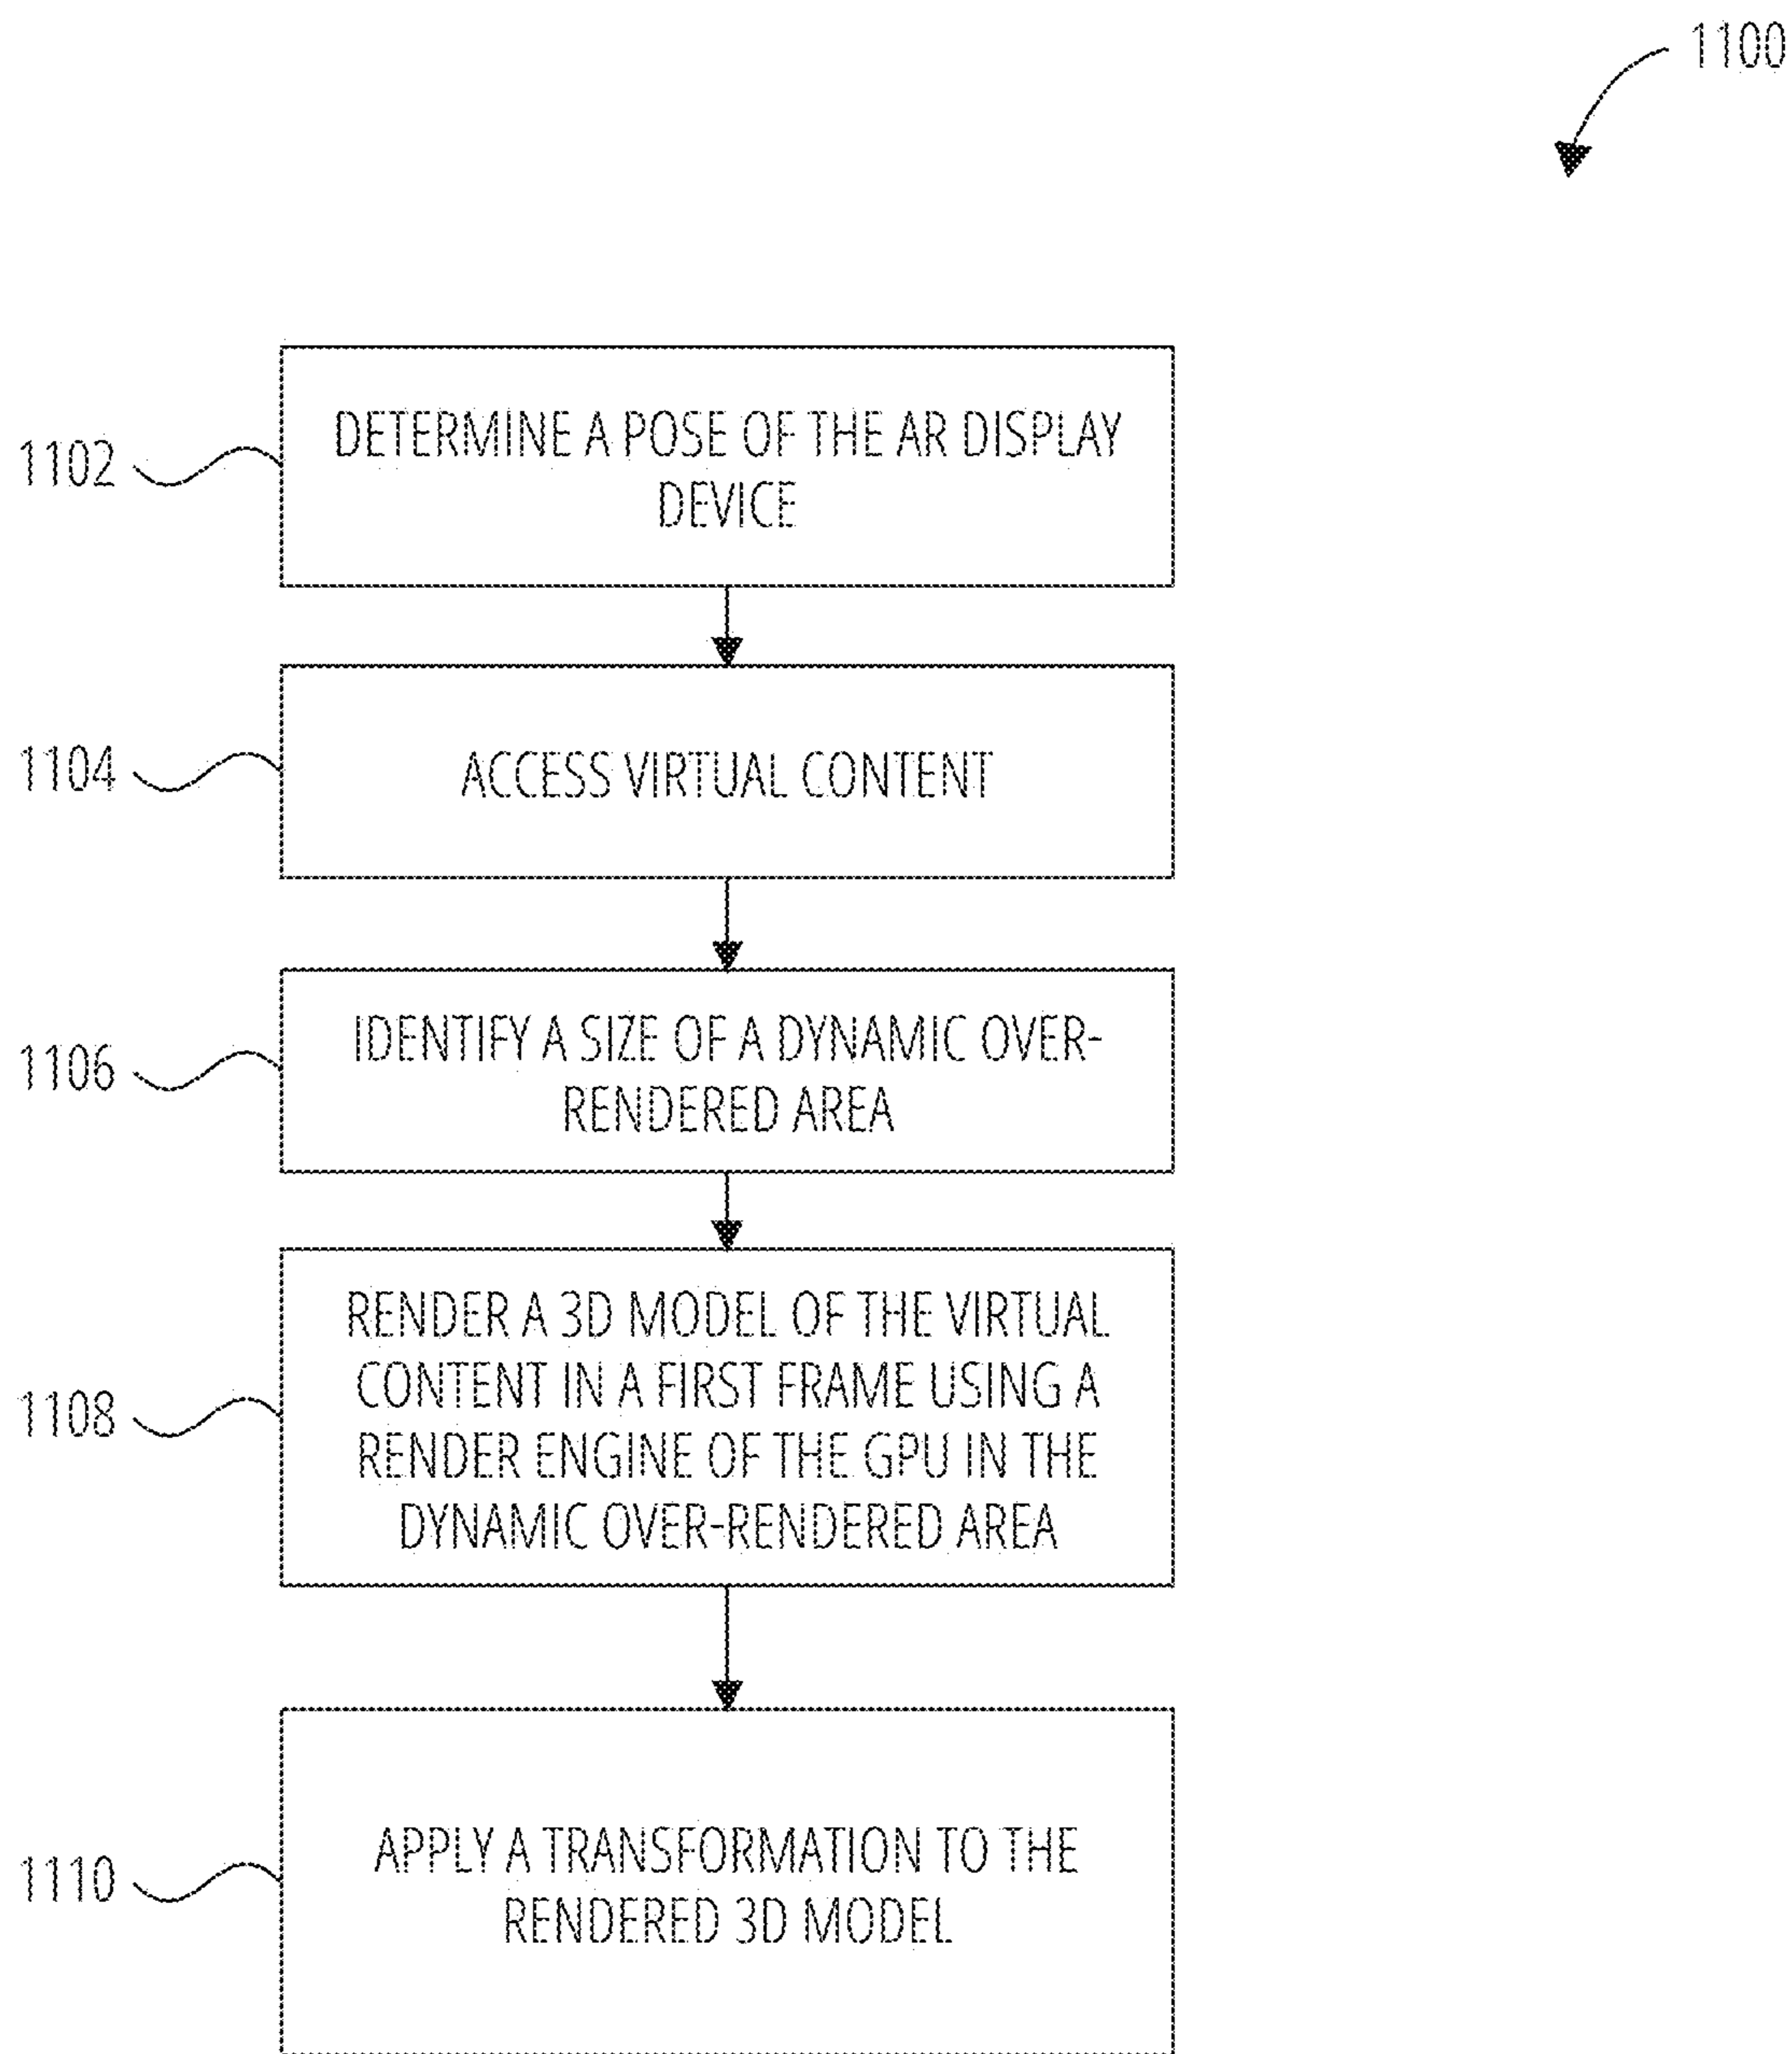 1100
1102
DETERMINE A POSE OF THE AR DISPLAY
DEVICE
1104
ACCESS VIRTUAL CONTENT
1106
IDENTIFY A SIZE OF A DYNAMIC OVER-
RENDERED AREA
1108
RENDER A 3D MODEL OF THE VIRTUAL
CONTENT IN A FIRST FRAME USING A
RENDER ENGINE OF THE GPU IN THE
DYNAMIC OVER-RENDERED AREA
1110
APPLY A TRANSFORMATION TO THE
RENDERED 3D MODEL